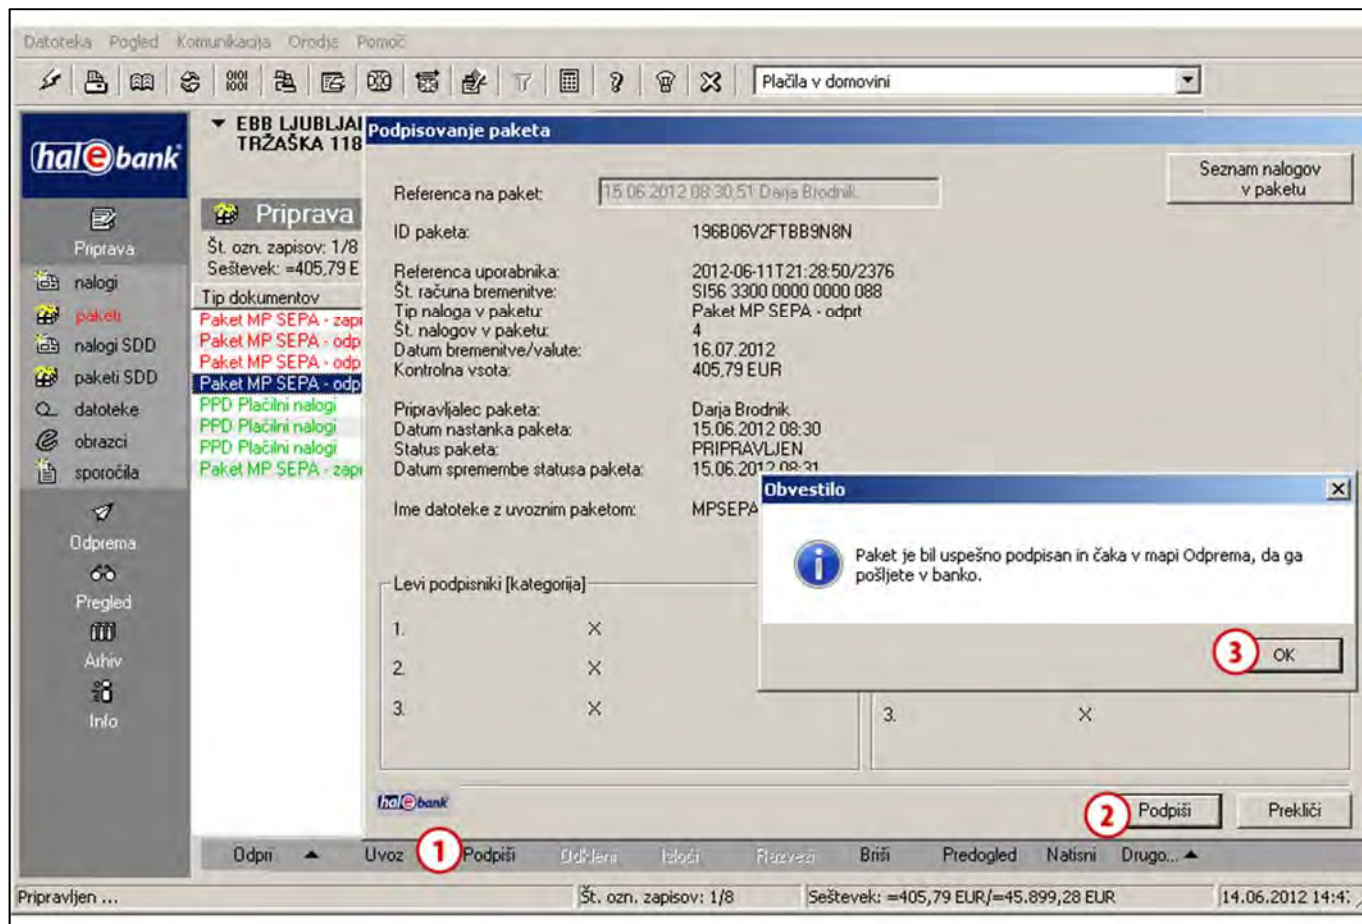 Datoteka Pogled Komunikacija Orodja Pomoč
Plačila v domovini
hal e bank
EBB LJUBLJAI
TRŽAŠKA 118
Podpisovanje paketa
Seznam nalogov
v paketu
Priprava
nalogi
paketi
nalogi SDD
paketi SDD
datoteke
obrazci
sporočila
Odprema
Pregled
Arhiv
Info
Priprava
Št. ozn. zapisov: 1/8
Seštevek: =405,79 E
Tip dokumentov
Paket MP SEPA - zapr
Paket MP SEPA - odp
Paket MP SEPA - odp
Paket MP SEPA - odp
PPD Plačilni nalogi
PPD Plačilni nalogi
PPD Plačilni nalogi
Paket MP SEPA - zapr
Referenca na paket: 15.06.2012 08:30:51 Darja Brodnik
ID paketa: 196B06V2FTBB9N8N
Referenca uporabnika: 2012-06-11T21:28:50/2376
Št. računa bremenitve: SI56 3300 0000 0000 088
Tip naloga v paketu: Paket MP SEPA - odprt
Št. nalogov v paketu: 4
Datum bremenitve/valute: 16.07.2012
Kontrolna vsota: 405,79 EUR
Pripravljalec paketa: Darja Brodnik
Datum nastanka paketa: 15.06.2012 08:30
Status paketa: PRIPRAVLJEN
Datum spremembe statusa paketa: 15.06.2012 08:31
Ime datoteke z uvoznim paketom: MPSEPA
Obvestilo
Paket je bil uspešno podpisan in čaka v mapi Odprema, da ga
pošljete v banko.
3 OK
Levi podpisniki [kategorija]
1. X
2. X
3. X
3. X
hal e bank
2 Podpiši Prekliči
Odpri Uvoz 1 Podpiši Odkleni Izloči Razveži Briši Predogled Natisni Drugo...
Pripravljen ... Št. ozn. zapisov: 1/8 Seštevek: =405,79 EUR/=45.899,28 EUR 14.06.2012 14:4